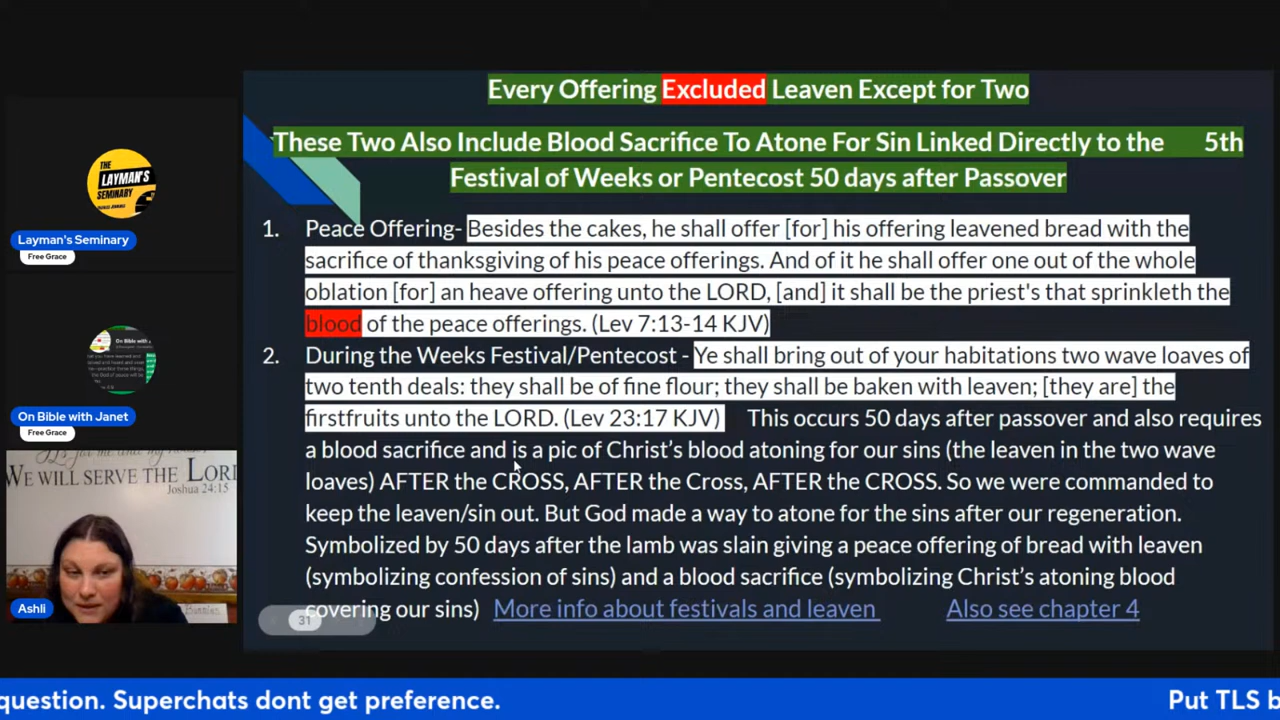 Every Offering Excluded Leaven Except for Two
These Two Also Include Blood Sacrifice To Atone For Sin Linked Directly to the 5th
Festival of Weeks or Pentecost 50 days after Passover
1. Peace Offering- Besides the cakes, he shall offer [for] his offering leavened bread with the
sacrifice of thanksgiving of his peace offerings. And of it he shall offer one out of the whole
oblation [for] an heave offering unto the LORD, [and] it shall be the priest's that sprinkleth the
blood of the peace offerings. (Lev 7:13-14 KJV)
2. During the Weeks Festival/Pentecost - Ye shall bring out of your habitations two wave loaves of
two tenth deals: they shall be of fine flour; they shall be baken with leaven; [they are] the
firstfruits unto the LORD. (Lev 23:17 KJV) This occurs 50 days after passover and also requires
a blood sacrifice and is a pic of Christ's blood atoning for our sins (the leaven in the two wave
loaves) AFTER the CROSS, AFTER the Cross, AFTER the CROSS. So we were commanded to
keep the leaven/sin out. But God made a way to atone for the sins after our regeneration.
Symbolized by 50 days after the lamb was slain giving a peace offering of bread with leaven
(symbolizing confession of sins) and a blood sacrifice (symbolizing Christ's atoning blood
covering our sins) More info about festivals and leaven Also see chapter 4
31
THE
LAYMAN'S
SEMINARY
Layman's Seminary
Free Grace
On Bible with
On Bible with Janet
Free Grace
WE WILL SERVE THE LORD
Joshua 24:15
Ashli
question. Superchats dont get preference.
Put TLS b